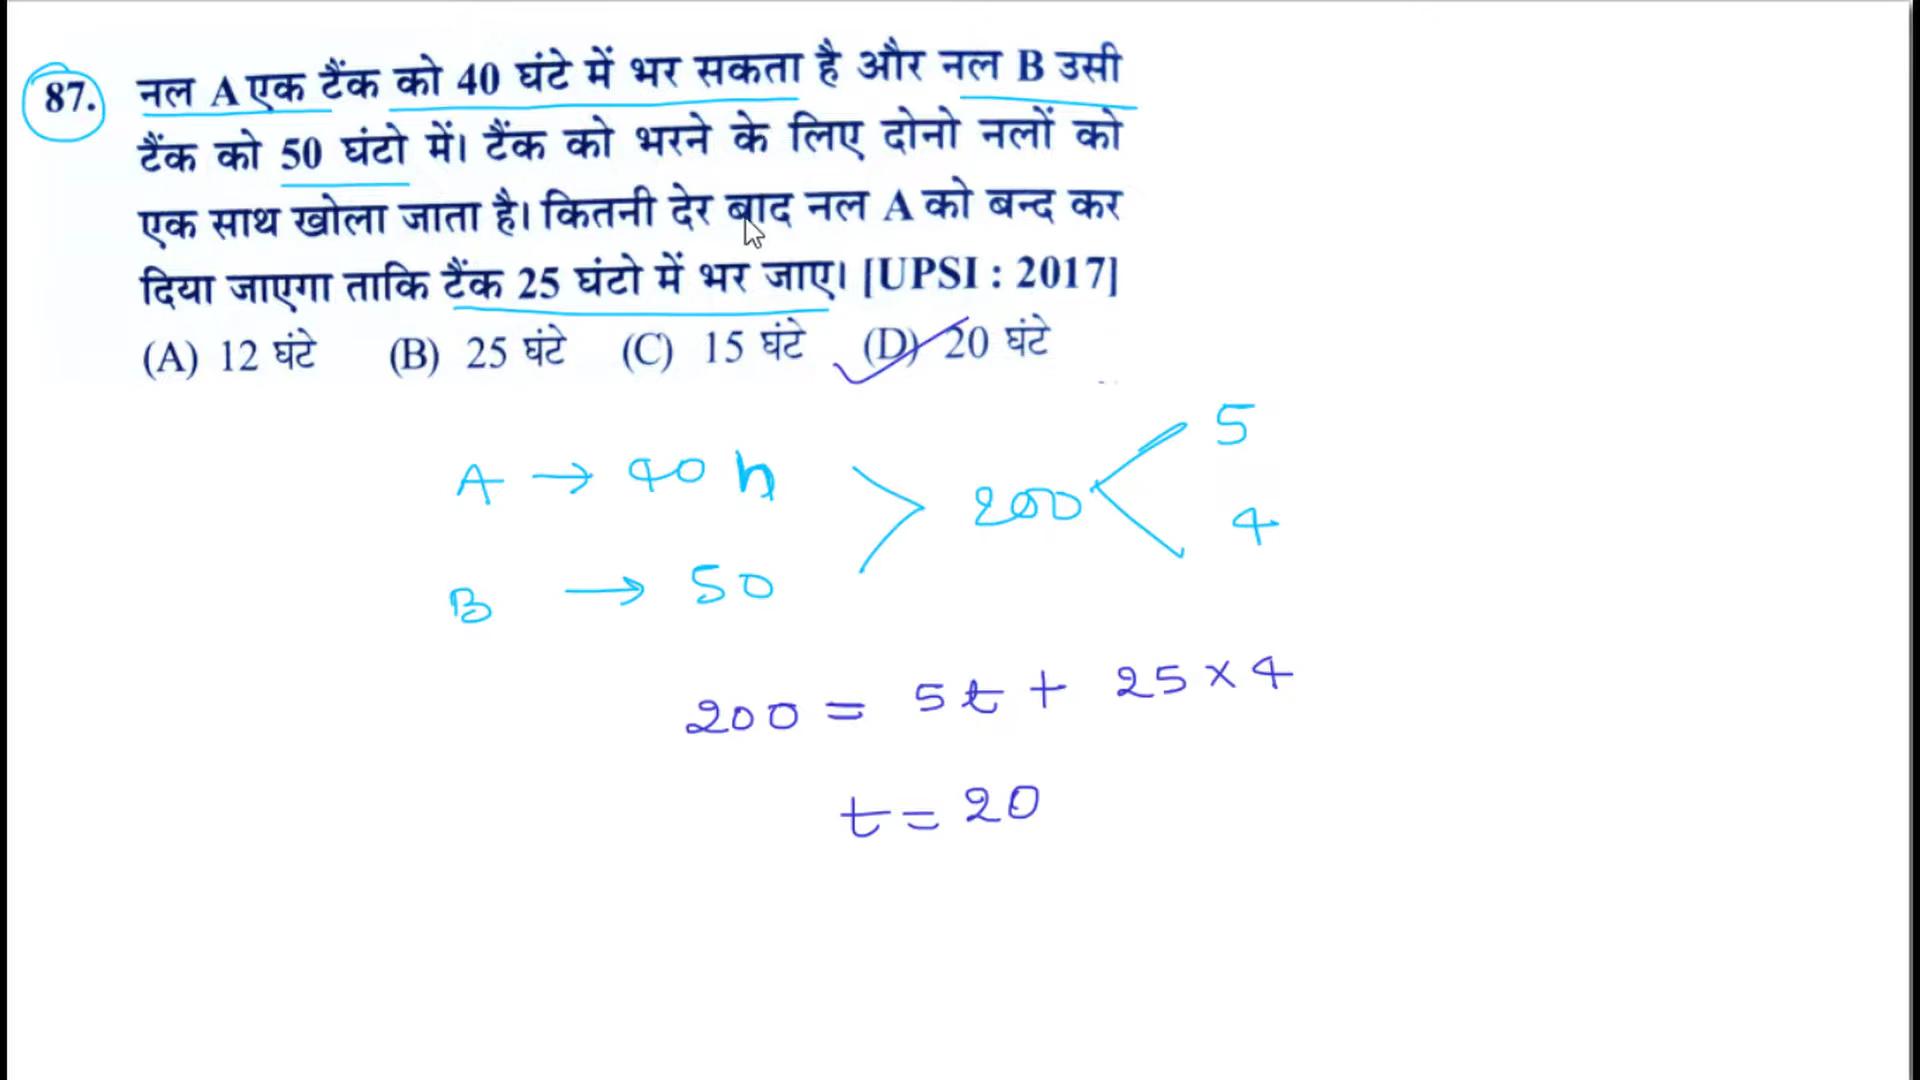 87. नल A एक टैंक को 40 घंटे में भर सकता है और नल B उसी
टैंक को 50 घंटो में। टैंक को भरने के लिए दोनो नलों को
एक साथ खोला जाता है। कितनी देर बाद नल A को बन्द कर
दिया जाएगा ताकि टैंक 25 घंटो में भर जाए। [UPSI : 2017]
(A) 12 घंटे (B) 25 घंटे (C) 15 घंटे (D) 20 घंटे
5
A → 40 h
200
4
B → 50
200 = 5t + 25 × 4
t = 20